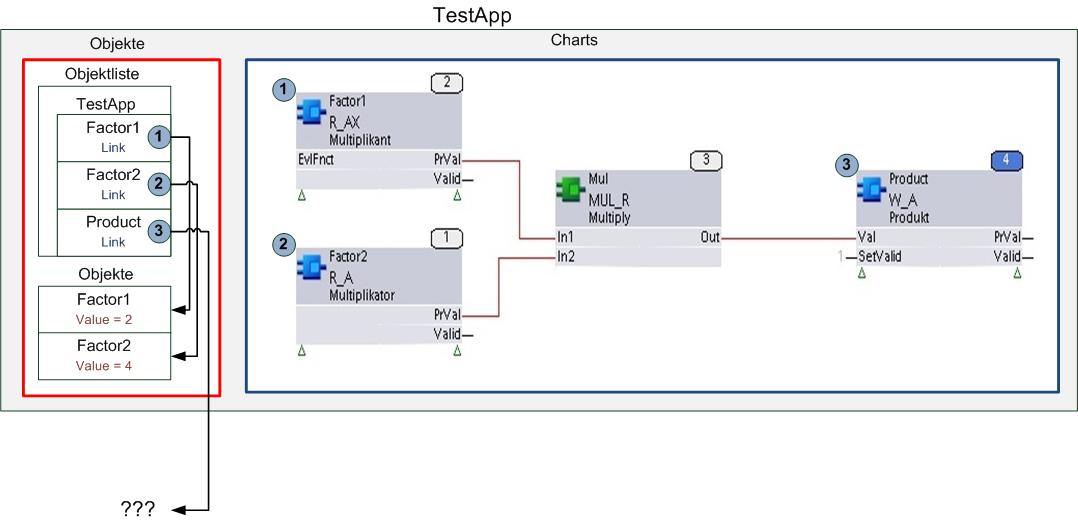 TestApp
Objekte
Charts
Objektliste
TestApp
Factor1
Link
1
Factor2
Link
2
Product
Link
3
Objekte
Factor1
Value = 2
Factor2
Value = 4
???
1
2
Factor1
R_AX
Multiplikant
EvlFnct
PrVal
Valid
2
1
Factor2
R_A
Multiplikator
PrVal
Valid
3
Mul
MUL_R
Multiply
In1
Out
In2
3
4
Product
W_A
Produkt
Val
PrVal
1
SetValid
Valid